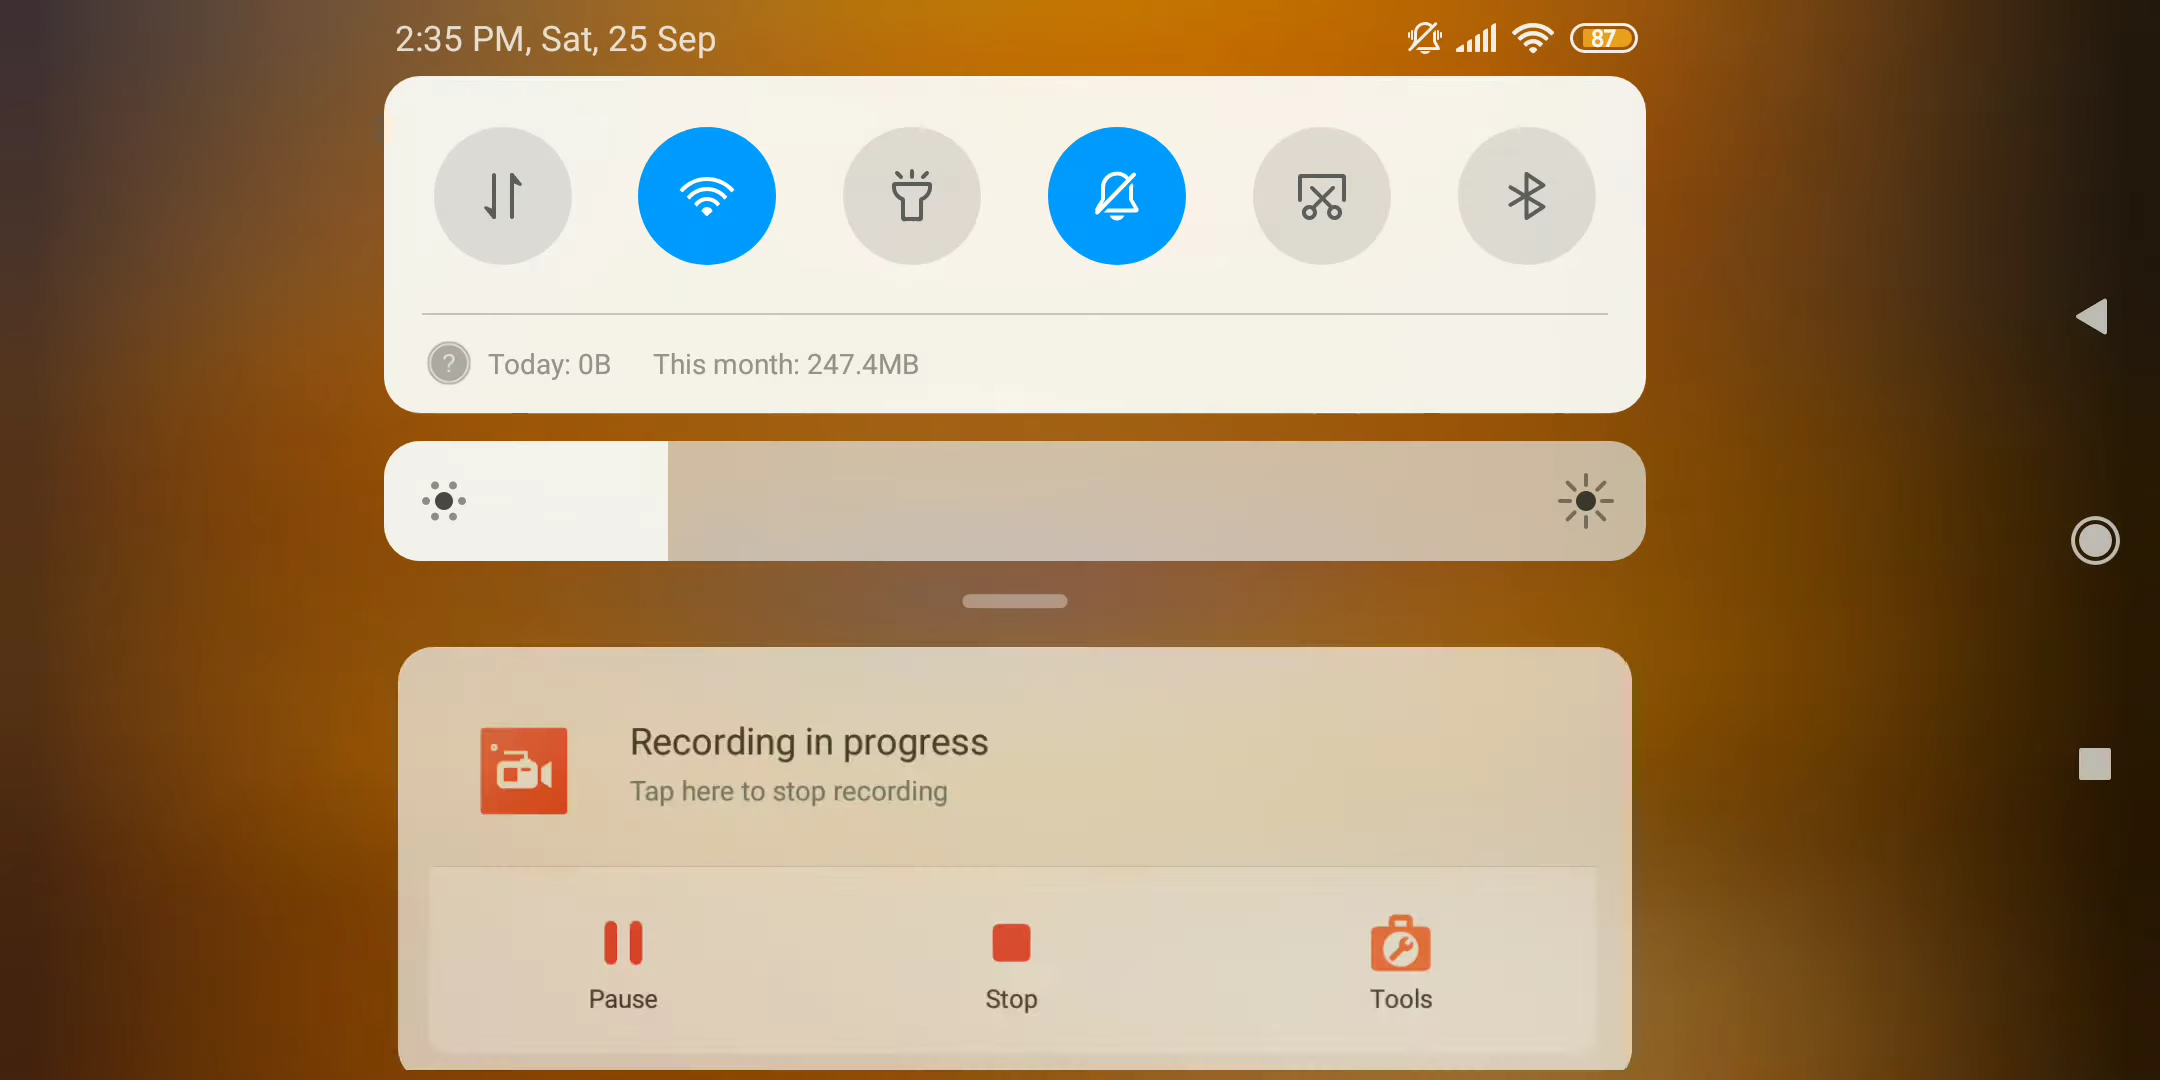 2:35 PM, Sat, 25 Sep
87
? Today: 0B This month: 247.4MB
Recording in progress
Tap here to stop recording
Pause Stop Tools